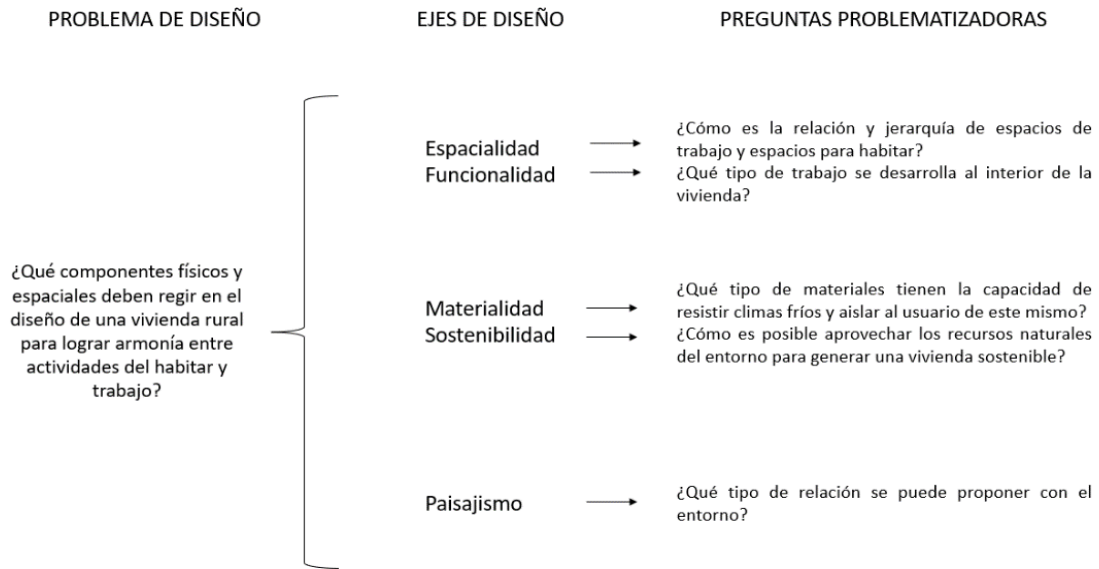 PROBLEMA DE DISEÑO
EJES DE DISEÑO
PREGUNTAS PROBLEMATIZADORAS
¿Qué componentes físicos y
espaciales deben regir en el
diseño de una vivienda rural
para lograr armonía entre
actividades del habitar y
trabajo?
Espacialidad
Funcionalidad
¿Cómo es la relación y jerarquía de espacios de
trabajo y espacios para habitar?
¿Qué tipo de trabajo se desarrolla al interior de la
vivienda?
Materialidad
Sostenibilidad
¿Qué tipo de materiales tienen la capacidad de
resistir climas fríos y aislar al usuario de este mismo?
¿Cómo es posible aprovechar los recursos naturales
del entorno para generar una vivienda sostenible?
Paisajismo
¿Qué tipo de relación se puede proponer con el
entorno?